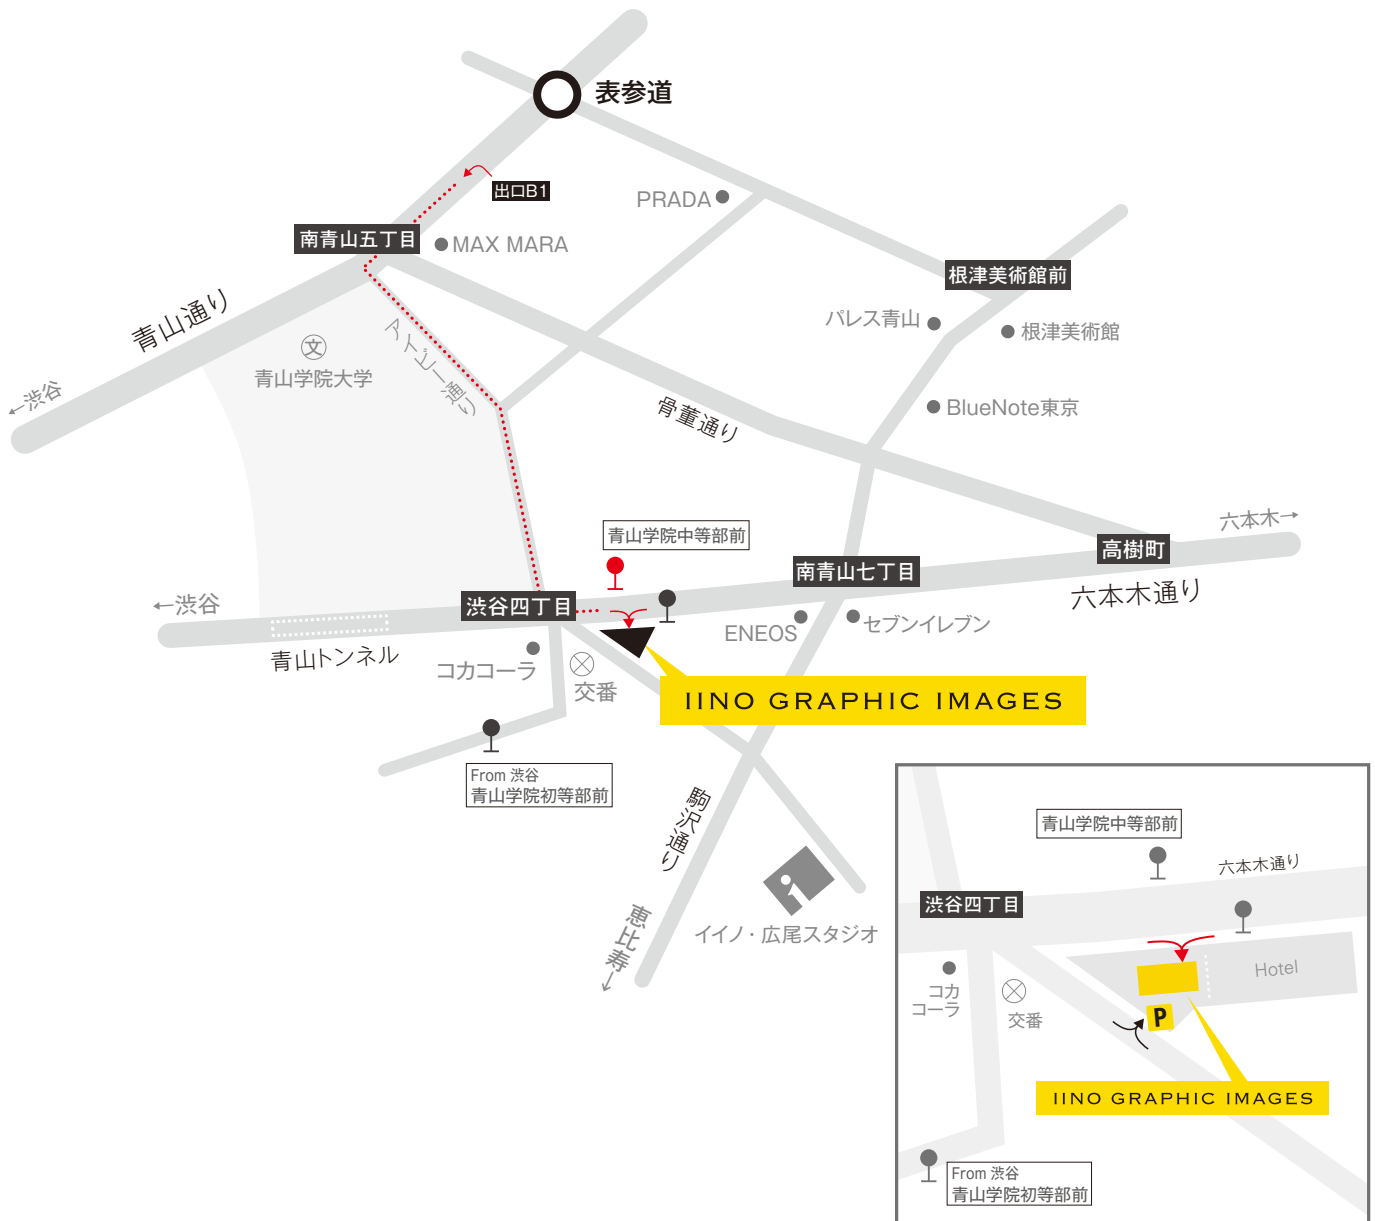 表参道
出口B1
PRADA
南青山五丁目
MAX MARA
根津美術館前
青山通り
パレス青山
根津美術館
アイビー通り
文
青山学院大学
←渋谷
骨董通り
BlueNote東京
六本木→
青山学院中等部前
高樹町
南青山七丁目
六本木通り
←渋谷
渋谷四丁目
ENEOS
セブンイレブン
青山トンネル
コカコーラ
交番
IINO GRAPHIC IMAGES
From 渋谷
青山学院初等部前
駒沢通り
恵比寿→
イイノ・広尾スタジオ
青山学院中等部前
六本木通り
渋谷四丁目
Hotel
コカ
コーラ
交番
P
IINO GRAPHIC IMAGES
From 渋谷
青山学院初等部前